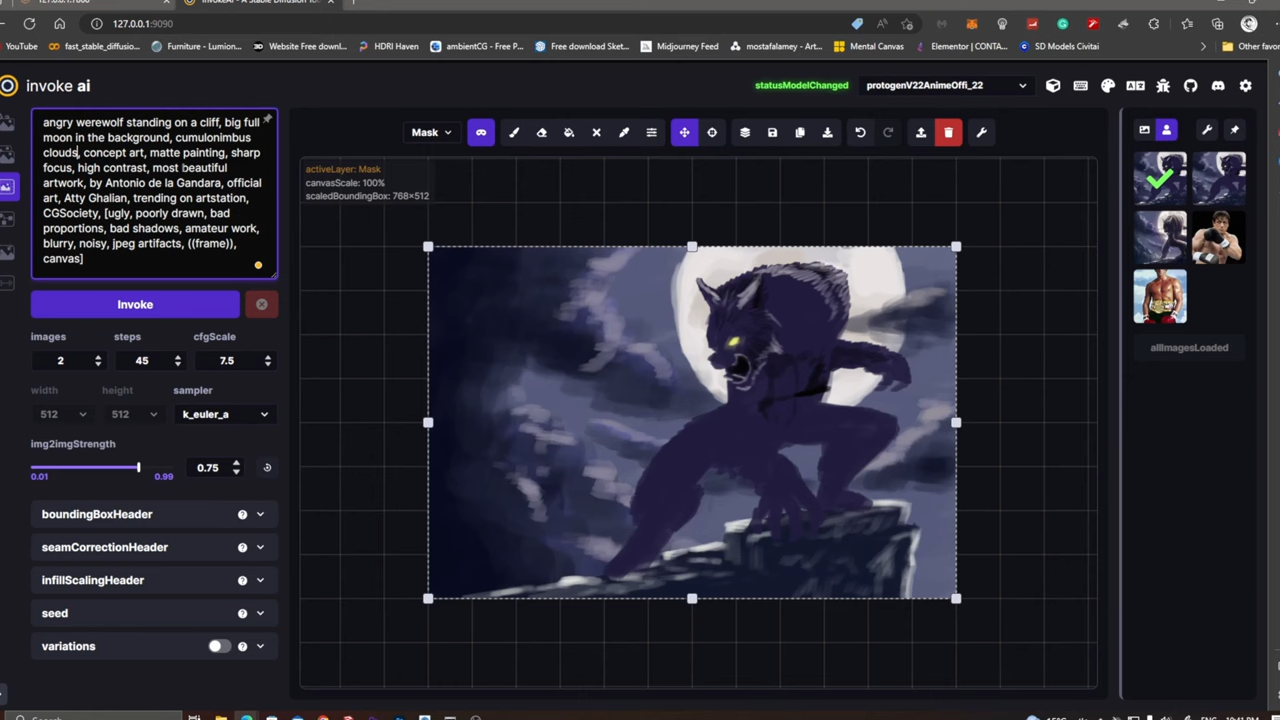 127.0.0.1:9090
YouTube
fast_stable_diffusio...
Furniture - Lumion...
Website Free downl...
HDRI Haven
ambientCG - Free P...
Free download Sket...
Midjourney Feed
mostafalamey - Art...
Mental Canvas
Elementor | CONTA...
SD Models Civitai
Other favor
invoke ai
statusModelChanged
protogenV22AnimeOffi_22
angry werewolf standing on a cliff, big full
moon in the background, cumulonimbus
clouds, concept art, matte painting, sharp
focus, high contrast, most beautiful
artwork, by Antonio de la Gandara, official
art, Atty Ghallan, trending on artstation,
CGSociety, [ugly, poorly drawn, bad
proportions, bad shadows, amateur work,
blurry, noisy, jpeg artifacts, ((frame)),
canvas]
Mask
activeLayer: Mask
canvasScale: 100%
scaledBoundingBox: 768×512
Invoke
images
steps
cfgScale
2
45
7.5
width
height
sampler
512
512
k_euler_a
img2imgStrength
0.75
0.01
0.99
boundingBoxHeader
seamCorrectionHeader
infillScalingHeader
seed
variations
allImagesLoaded